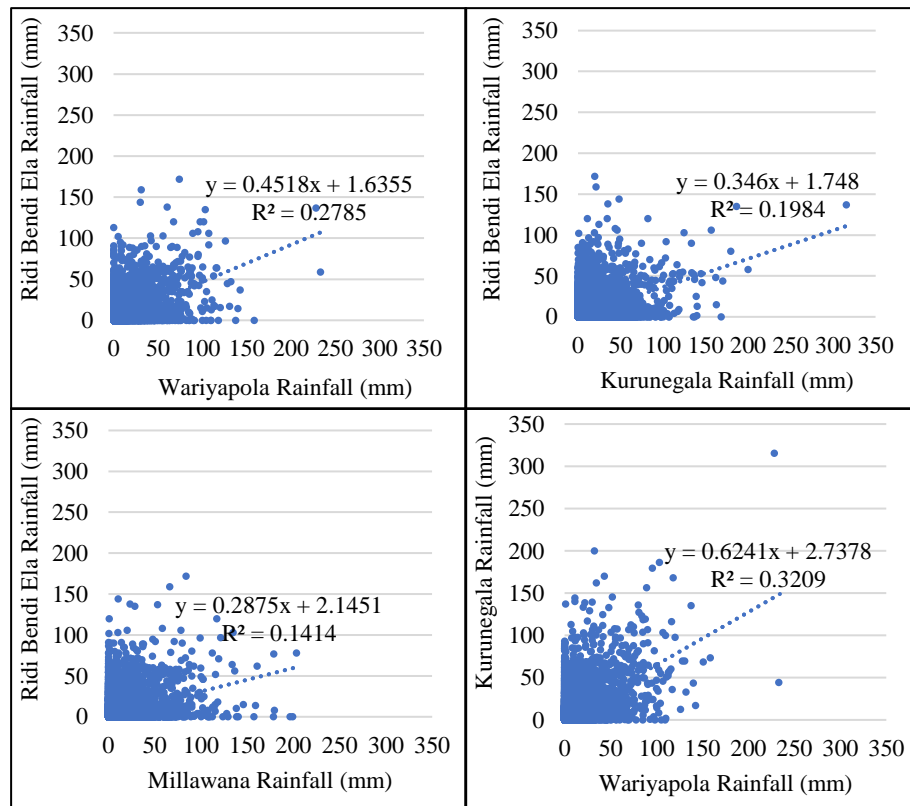 350
300
250
200
150
100
50
0
Ridi Bendi Ela Rainfall (mm)
y = 0.4518x + 1.6355
R² = 0.2785
0 50 100 150 200 250 300 350
Wariyapola Rainfall (mm)
350
300
250
200
150
100
50
0
Ridi Bendi Ela Rainfall (mm)
y = 0.346x + 1.748
R² = 0.1984
0 50 100 150 200 250 300 350
Kurunegala Rainfall (mm)
350
300
250
200
150
100
50
0
Ridi Bendi Ela Rainfall (mm)
y = 0.2875x + 2.1451
R² = 0.1414
0 50 100 150 200 250 300 350
Millawana Rainfall (mm)
350
300
250
200
150
100
50
0
Kurunegala Rainfall (mm)
y = 0.6241x + 2.7378
R² = 0.3209
0 50 100 150 200 250 300 350
Wariyapola Rainfall (mm)